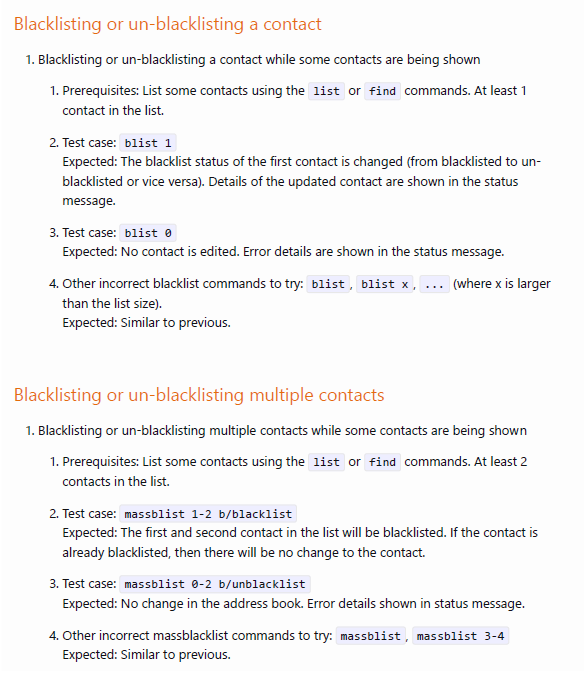 Blacklisting or un-blacklisting a contact
1. Blacklisting or un-blacklisting a contact while some contacts are being shown
1. Prerequisites: List some contacts using the list or find commands. At least 1
contact in the list.
2. Test case: blist 1
Expected: The blacklist status of the first contact is changed (from blacklisted to un-
blacklisted or vice versa). Details of the updated contact are shown in the status
message.
3. Test case: blist 0
Expected: No contact is edited. Error details are shown in the status message.
4. Other incorrect blacklist commands to try: blist, blist x, ... (where x is larger
than the list size).
Expected: Similar to previous.
Blacklisting or un-blacklisting multiple contacts
1. Blacklisting or un-blacklisting multiple contacts while some contacts are being shown
1. Prerequisites: List some contacts using the list or find commands. At least 2
contacts in the list.
2. Test case: massblist 1-2 b/blacklist
Expected: The first and second contact in the list will be blacklisted. If the contact is
already blacklisted, then there will be no change to the contact.
3. Test case: massblist 0-2 b/unblacklist
Expected: No change in the address book. Error details shown in status message.
4. Other incorrect massblacklist commands to try: massblist, massblist 3-4
Expected: Similar to previous.